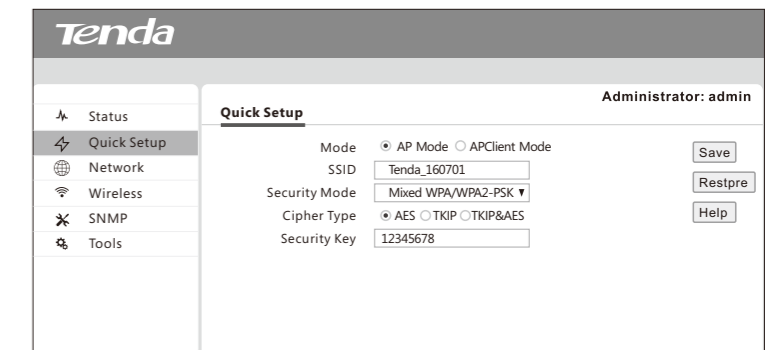 Tenda
Administrator: admin
Status
Quick Setup
Network
Wireless
SNMP
Tools
Quick Setup
Mode AP Mode APClient Mode
SSID Tenda_160701
Security Mode Mixed WPA/WPA2-PSK
Cipher Type AES TKIP TKIP&AES
Security Key 12345678
Save
Restpre
Help